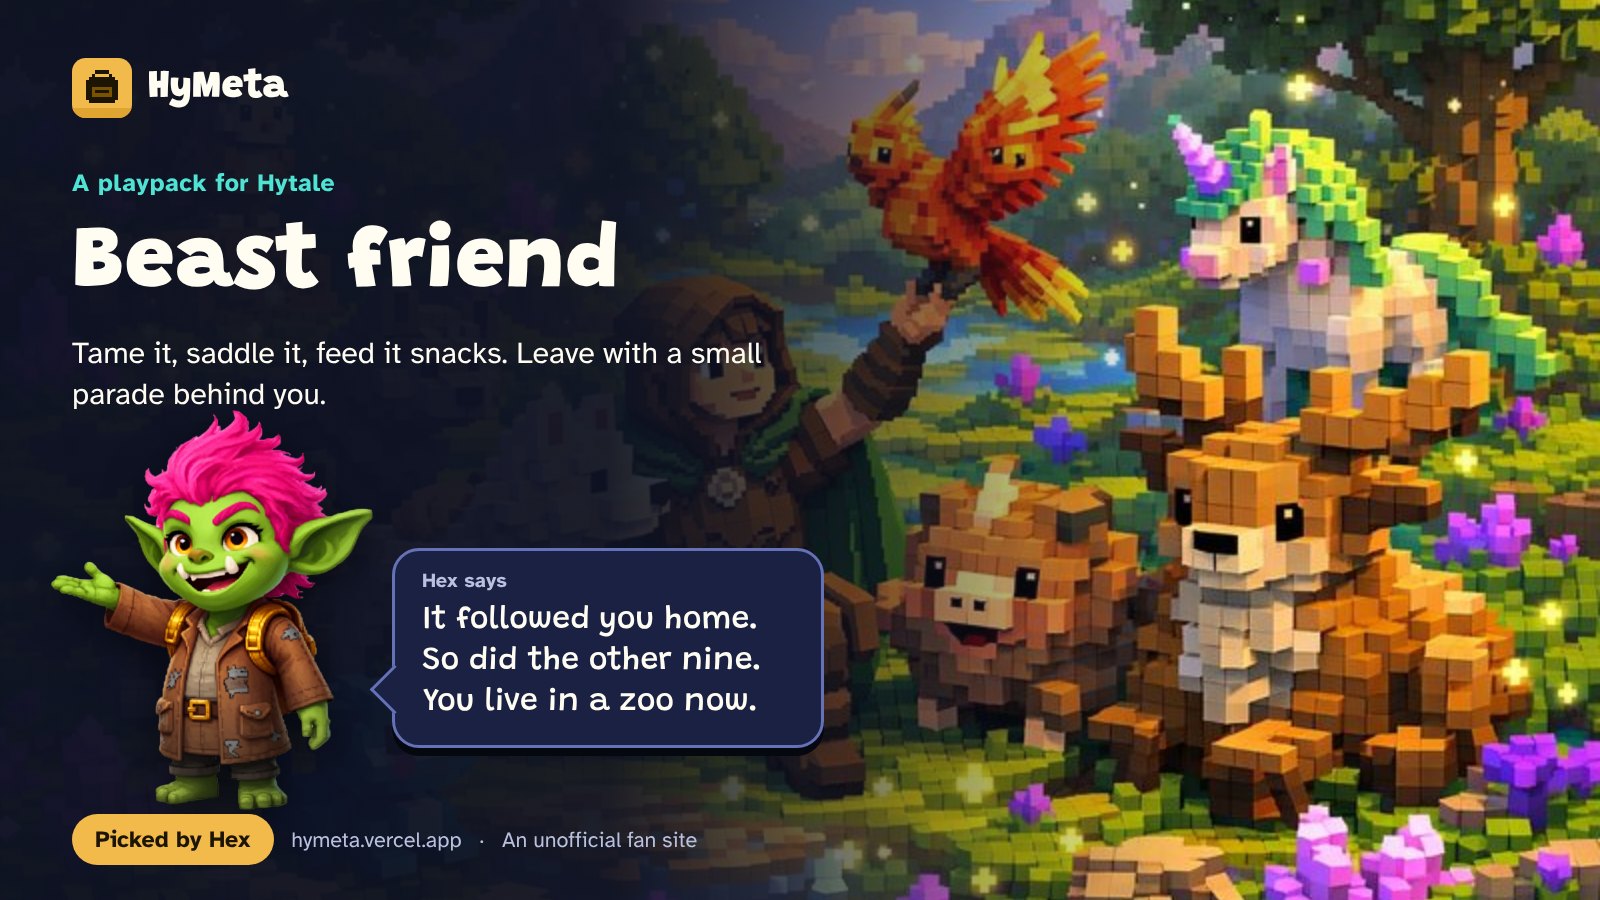 HyMeta
A playpack for Hytale
Beast friend
Tame it, saddle it, feed it snacks. Leave with a small
parade behind you.
Hex says
It followed you home.
So did the other nine.
You live in a zoo now.
Picked by Hex
hymeta.vercel.app · An unofficial fan site